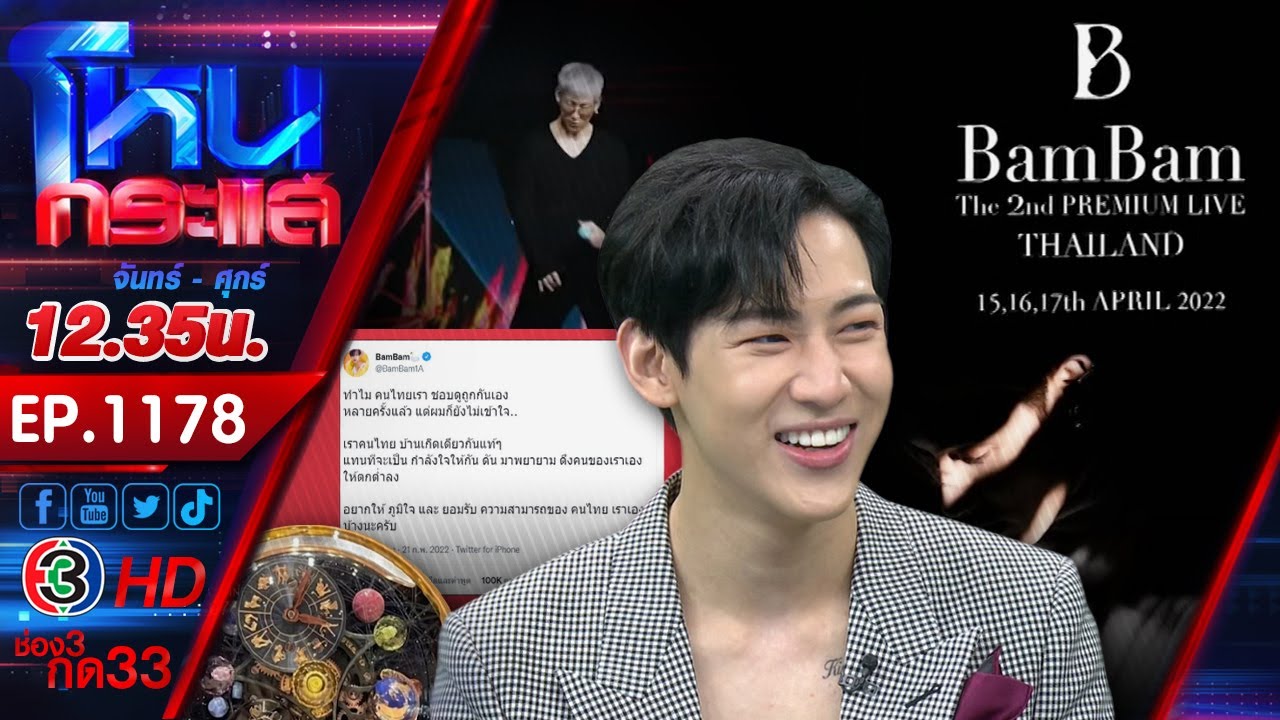 โหน
กระแส
จันทร์ - ศุกร์
12.35น.
EP.1178
f
You
Tube
3 HD
ช่อง3
กด33
BamBam
@BamBam1A
ทำไม คนไทยเรา ชอบดูถูกกันเอง
หลายครั้งแล้ว แต่ผมก็ยังไม่เข้าใจ..
เราคนไทย บ้านเกิดเดียวกันแท้ๆ
แทนที่จะเป็น กำลังใจให้กัน ดัน มาพยายาม ดึงคนของเราเอง
ให้ตกต่ำลง
อยากให้ ภูมิใจ และ ยอมรับ ความสามารถของ คนไทย เราเอง
บ้างนะครับ
21 ก.พ. 2022 · Twitter for iPhone
100K
B
BamBam
The 2nd PREMIUM LIVE
THAILAND
15,16,17th APRIL 2022